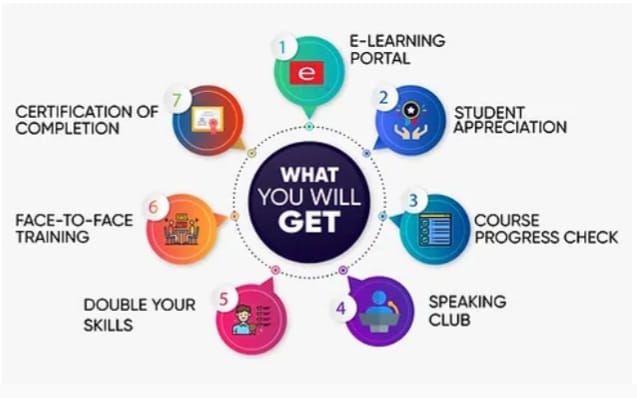 1
e
E-LEARNING
PORTAL
2
STUDENT
APPRECIATION
3
COURSE
PROGRESS CHECK
4
SPEAKING
CLUB
5
DOUBLE YOUR
SKILLS
6
FACE-TO-FACE
TRAINING
7
CERTIFICATION OF
COMPLETION
WHAT
YOU WILL
GET